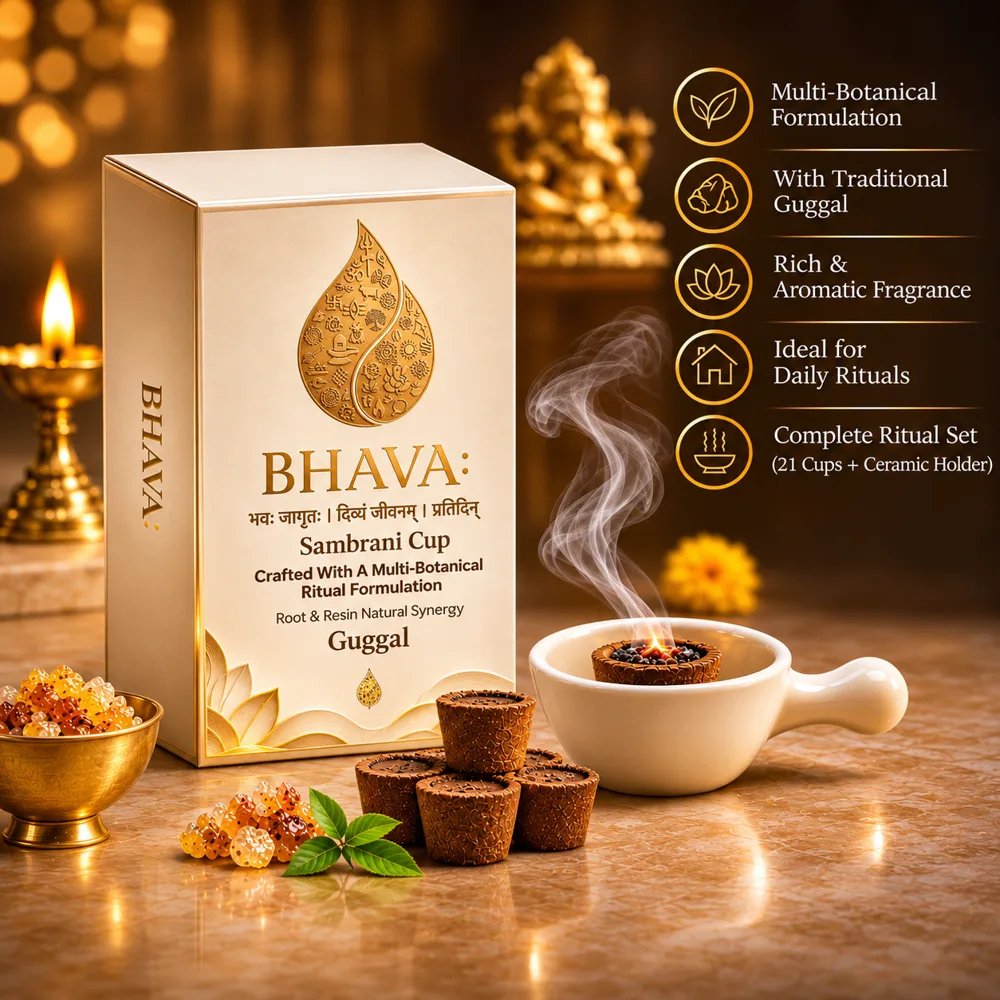 BHAVA:
BHAVA:
भवः जागृतः । दिव्यं जीवनम् । प्रतिदिन्
Sambrani Cup
Crafted With A Multi-Botanical
Ritual Formulation
Root & Resin Natural Synergy
Guggal
Multi-Botanical
Formulation
With Traditional
Guggal
Rich &
Aromatic Fragrance
Ideal for
Daily Rituals
Complete Ritual Set
(21 Cups + Ceramic Holder)